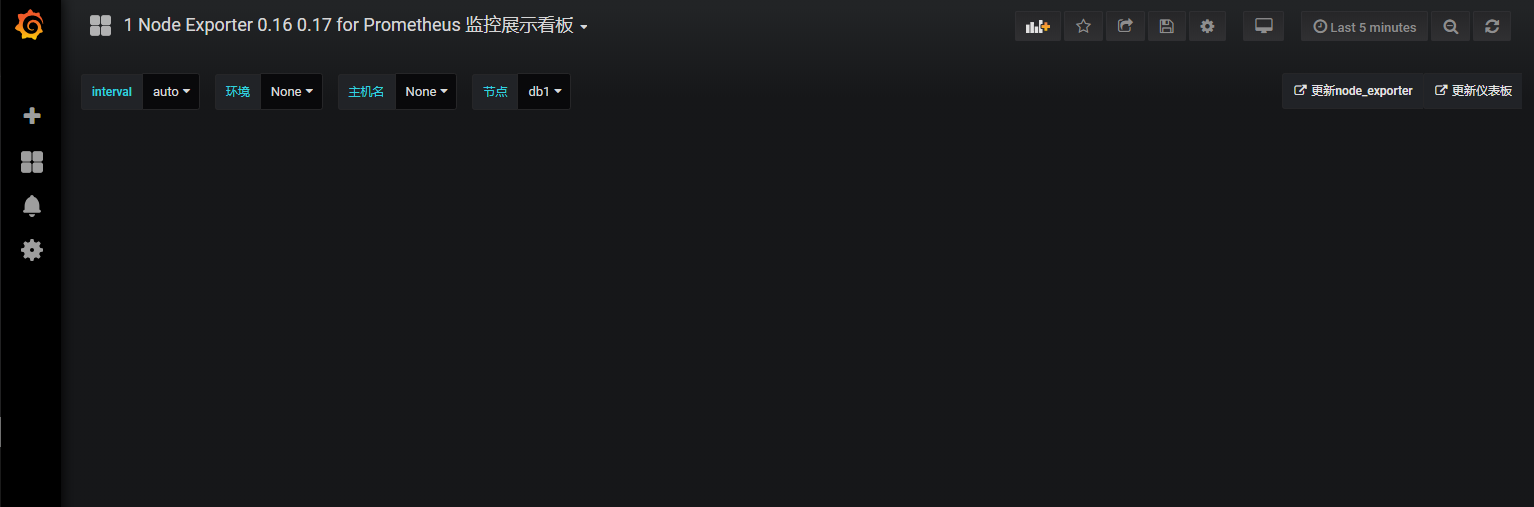 1 Node Exporter 0.16 0.17 for Prometheus 监控展示看板
Last 5 minutes
interval auto 环境 None 主机名 None 节点 db1 更新node_exporter 更新仪表板